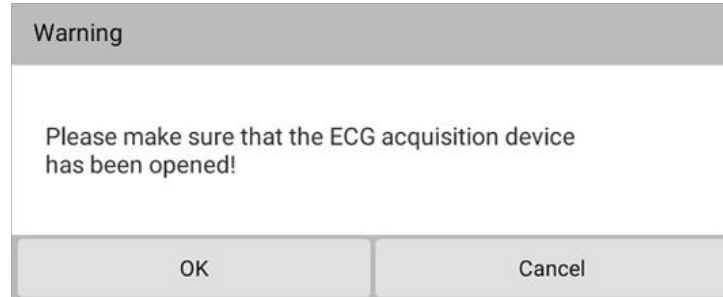 Warning
Please make sure that the ECG acquisition device
has been opened!
OK
Cancel